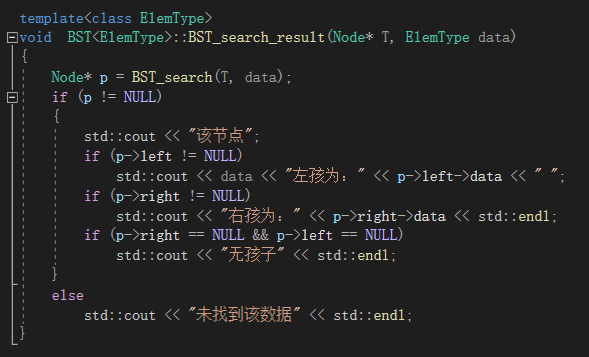 template<class ElemType>
void  BST<ElemType>::BST_search_result(Node* T, ElemType data)
{
    Node* p = BST_search(T, data);
    if (p != NULL)
    {
        std::cout << "该节点";
        if (p->left != NULL)
            std::cout << data << "左孩为：" << p->left->data << " ";
        if (p->right != NULL)
            std::cout << "右孩为：" << p->right->data << std::endl;
        if (p->right == NULL && p->left == NULL)
            std::cout << "无孩子" << std::endl;
    }
    else
        std::cout << "未找到该数据" << std::endl;
}